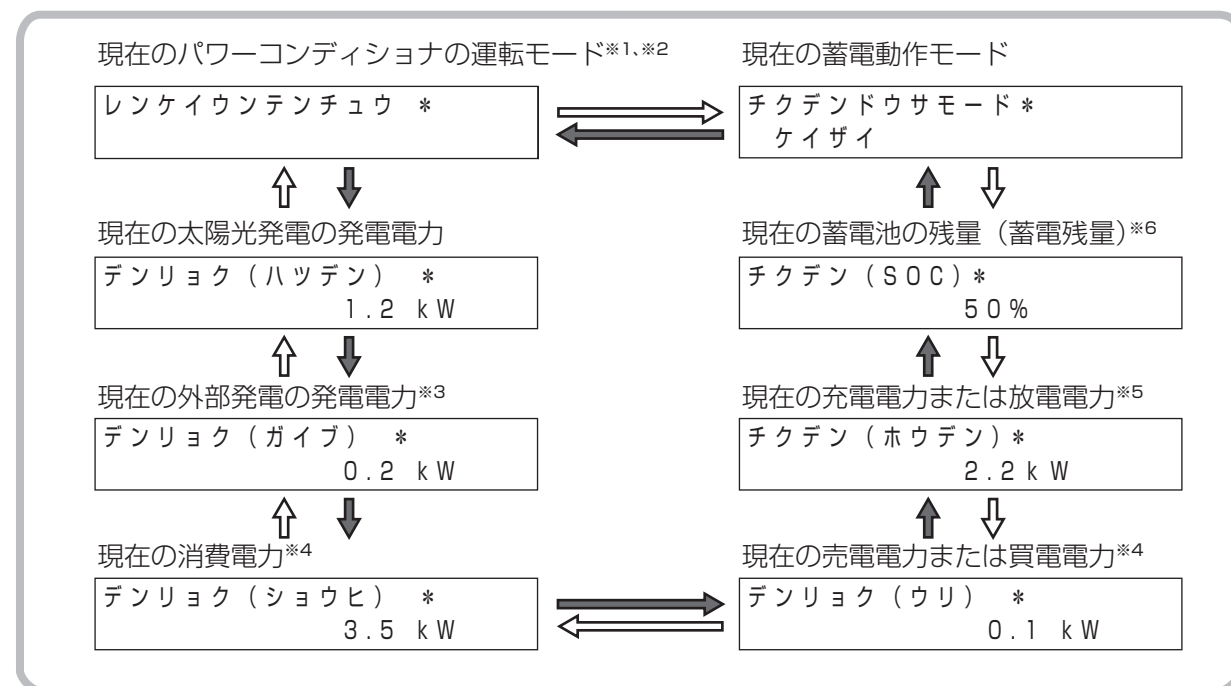 現在のパワーコンディショナの運転モード※1、※2
レンケイウンテンチュウ *
現在の太陽光発電の発電電力
デンリョク(ハツデン) *
1.2 kW
現在の外部発電の発電電力※3
デンリョク(ガイブ) *
0.2 kW
現在の消費電力※4
デンリョク(ショウヒ) *
3.5 kW
現在の蓄電動作モード
チクデンドウサモード*
ケイザイ
現在の蓄電池の残量(蓄電残量)※6
チクデン(SOC)*
50%
現在の充電電力または放電電力※5
チクデン(ホウデン)*
2.2kW
現在の売電電力または買電電力※4
デンリョク(ウリ) *
0.1 kW